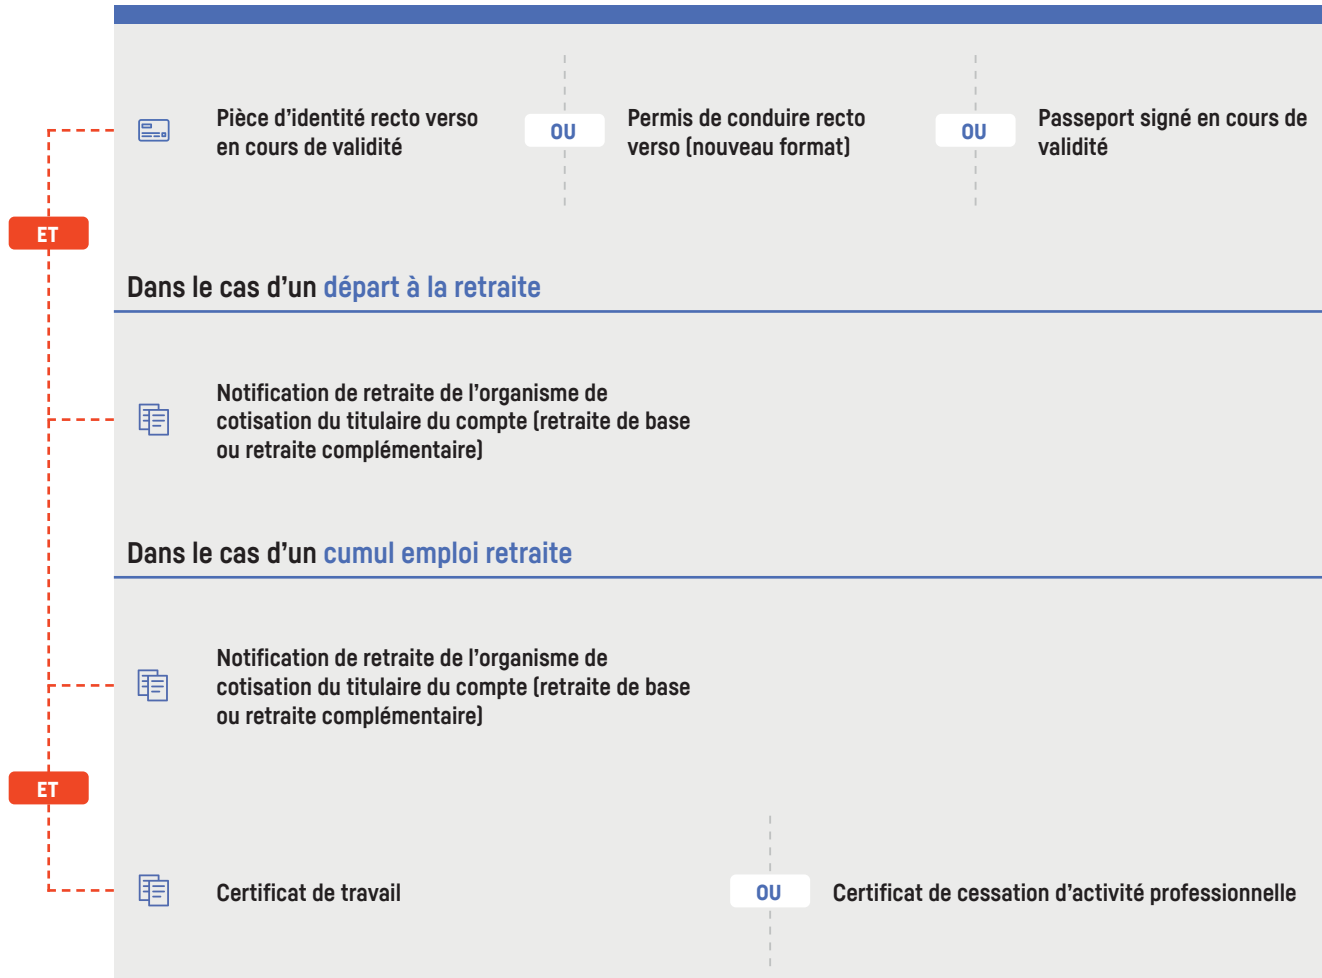 Pièce d’identité recto verso
en cours de validité
OU
Permis de conduire recto
verso (nouveau format)
OU
Passeport signé en cours de
validité
ET
Dans le cas d’un départ à la retraite
Notification de retraite de l’organisme de
cotisation du titulaire du compte (retraite de base
ou retraite complémentaire)
Dans le cas d’un cumul emploi retraite
Notification de retraite de l’organisme de
cotisation du titulaire du compte (retraite de base
ou retraite complémentaire)
ET
Certificat de travail
OU
Certificat de cessation d’activité professionnelle